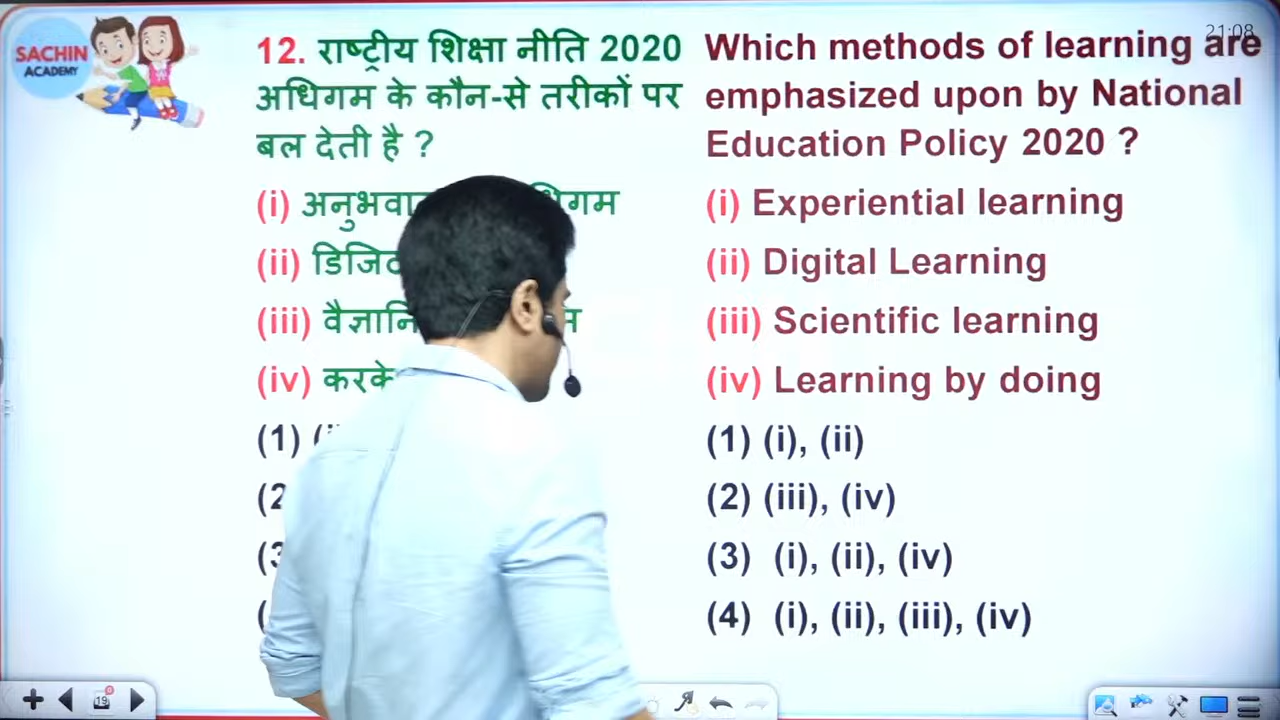 SACHIN
ACADEMY
21:08
12. राष्ट्रीय शिक्षा नीति 2020
अधिगम के कौन-से तरीकों पर
बल देती है ?
(i)
(ii)
(iii)
(iv) करके
(1)
Which methods of learning are
emphasized upon by National
Education Policy 2020 ?
(i) Experiential learning
(ii) Digital Learning
(iii) Scientific learning
(iv) Learning by doing
(1) (i), (ii)
(2) (iii), (iv)
(3) (i), (ii), (iv)
(4) (i), (ii), (iii), (iv)
19